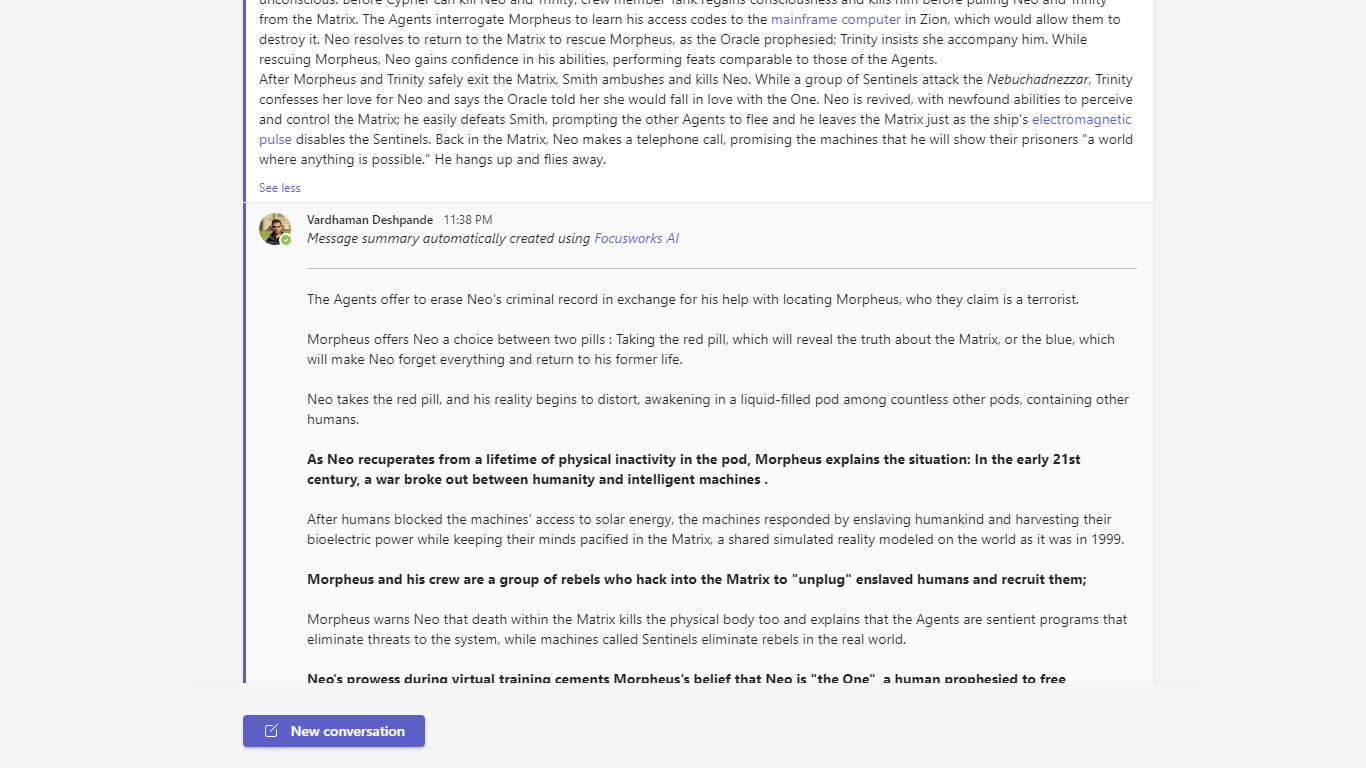 unconscious. Before Cypher can kill Neo and Trinity, crew member Tank regains consciousness and kills him before pulling Neo and Trinity
from the Matrix. The Agents interrogate Morpheus to learn his access codes to the mainframe computer in Zion, which would allow them to
destroy it. Neo resolves to return to the Matrix to rescue Morpheus, as the Oracle prophesied; Trinity insists she accompany him. While
rescuing Morpheus, Neo gains confidence in his abilities, performing feats comparable to those of the Agents.
After Morpheus and Trinity safely exit the Matrix, Smith ambushes and kills Neo. While a group of Sentinels attack the Nebuchadnezzar, Trinity
confesses her love for Neo and says the Oracle told her she would fall in love with the One. Neo is revived, with newfound abilities to perceive
and control the Matrix; he easily defeats Smith, prompting the other Agents to flee and he leaves the Matrix just as the ship's electromagnetic
pulse disables the Sentinels. Back in the Matrix, Neo makes a telephone call, promising the machines that he will show their prisoners "a world
where anything is possible." He hangs up and flies away.
See less
Vardhaman Deshpande 11:38 PM
Message summary automatically created using Focusworks AI
The Agents offer to erase Neo's criminal record in exchange for his help with locating Morpheus, who they claim is a terrorist.
Morpheus offers Neo a choice between two pills : Taking the red pill, which will reveal the truth about the Matrix, or the blue, which
will make Neo forget everything and return to his former life.
Neo takes the red pill, and his reality begins to distort, awakening in a liquid-filled pod among countless other pods, containing other
humans.
As Neo recuperates from a lifetime of physical inactivity in the pod, Morpheus explains the situation: In the early 21st
century, a war broke out between humanity and intelligent machines .
After humans blocked the machines' access to solar energy, the machines responded by enslaving humankind and harvesting their
bioelectric power while keeping their minds pacified in the Matrix, a shared simulated reality modeled on the world as it was in 1999.
Morpheus and his crew are a group of rebels who hack into the Matrix to "unplug" enslaved humans and recruit them;
Morpheus warns Neo that death within the Matrix kills the physical body too and explains that the Agents are sentient programs that
eliminate threats to the system, while machines called Sentinels eliminate rebels in the real world.
Neo's prowess during virtual training cements Morpheus's belief that Neo is "the One", a human prophesied to free
New conversation